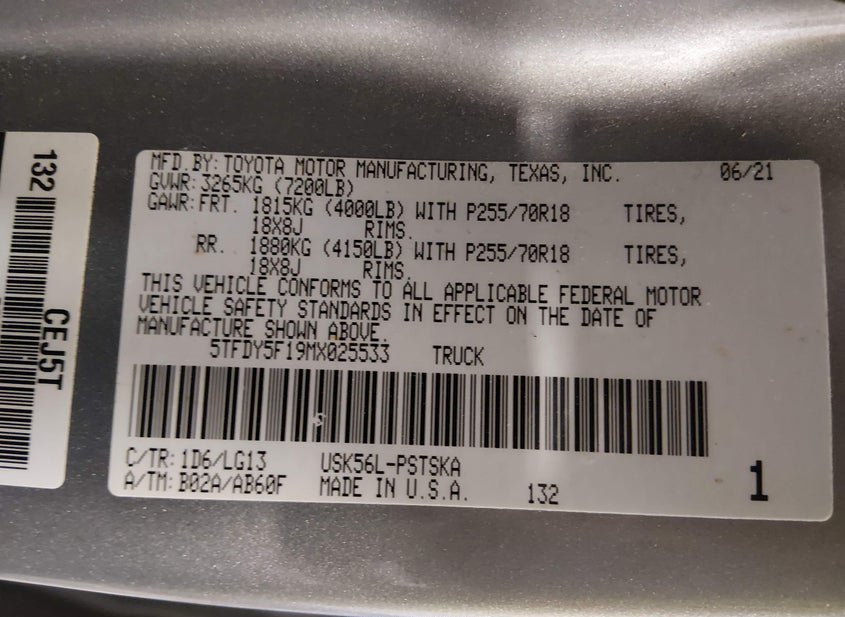 132
CEJ5T
MFD.BY: TOYOTA MOTOR MANUFACTURING, TEXAS, INC. 06/21
GVWR: 3265KG (7200LB)
GAWR: FRT. 1815KG (4000LB) WITH P255/70R18 TIRES,
18X8J RIMS.
RR. 1880KG (4150LB) WITH P255/70R18 TIRES,
18X8J RIMS.
THIS VEHICLE CONFORMS TO ALL APPLICABLE FEDERAL MOTOR
VEHICLE SAFETY STANDARDS IN EFFECT ON THE DATE OF
MANUFACTURE SHOWN ABOVE.
5TFDY5F19MX025533 TRUCK
C/TR: 1D6/LG13 USK56L-PSTSKA
A/TM: B02A/AB60F MADE IN U.S.A. 132 1